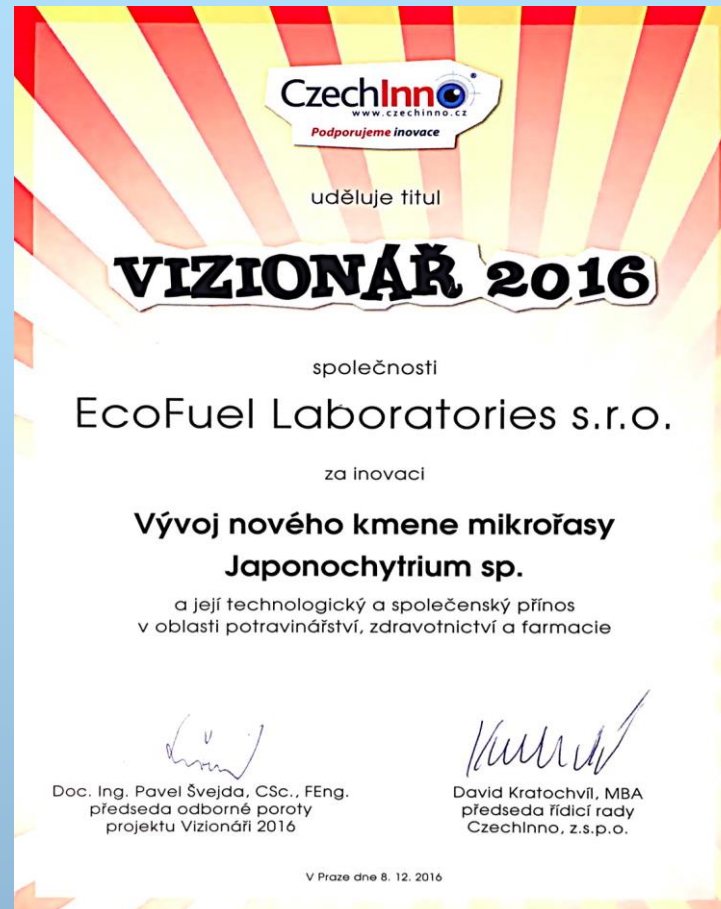 CzechInno
www.czechinno.cz
Podporujeme inovace
uděluje titul
VIZIONÁŘ 2016
společnosti
EcoFuel Laboratories s.r.o.
za inovaci
Vývoj nového kmene mikrořasy
Japonochytrium sp.
a její technologický a společenský přínos
v oblasti potravinářství, zdravotnictví a farmacie
Doc. Ing. Pavel Švejda, CSc., FEng.
předseda odborné poroty
projektu Vizionáři 2016
David Kratochvíl, MBA
předseda řídicí rady
CzechInno, z.s.p.o.
V Praze dne 8. 12. 2016